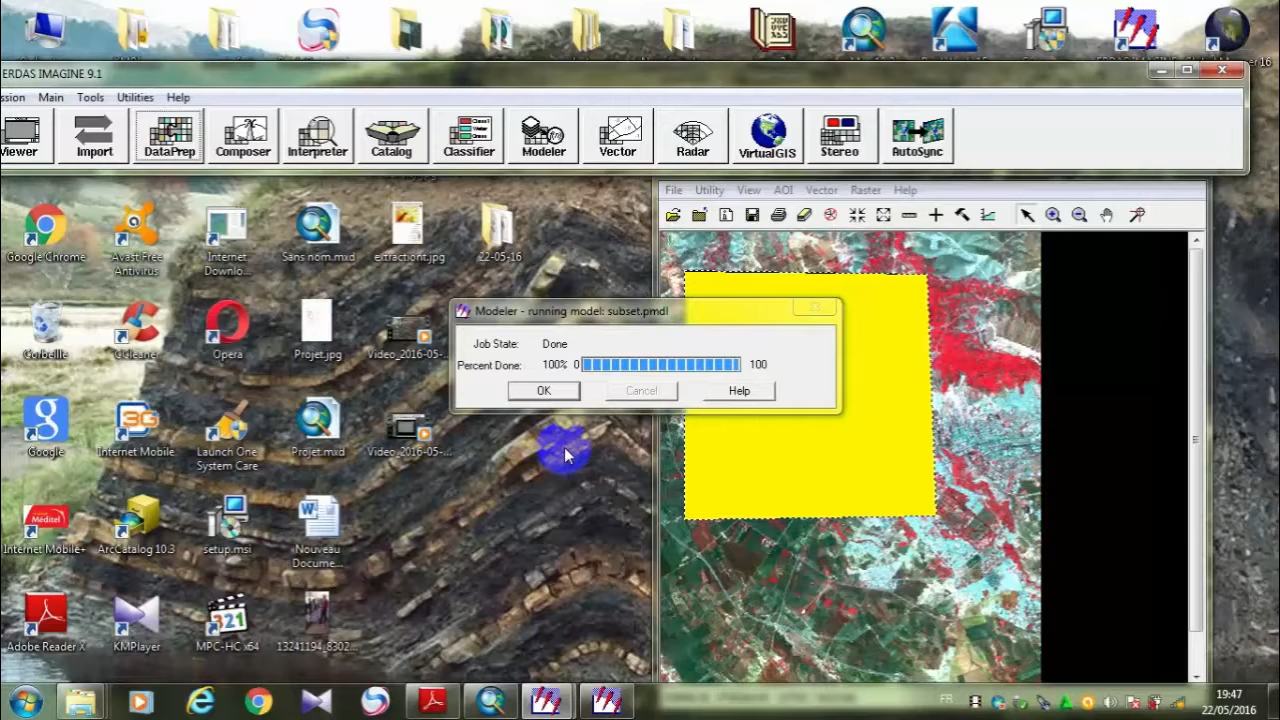 ERDAS IMAGINE 9.1
ssion Main Tools Utilities Help
Viewer Import DataPrep Composer Interpreter Catalog Classifier Modeler Vector Radar VirtualGIS Stereo AutoSync
File Utility View AOI Vector Raster Help
Google Chrome
Avast Free Antivirus
Internet Downlo...
Sans nom.mxd
extractiont.jpg
22-05-16
Modeler - running model: subset.pmdl
Job State: Done
Percent Done: 100% 0 100
OK Cancel Help
Corbeille
CCleaner
Opera
Projet.jpg
Video_2016-05-...
Google
Internet Mobile
Launch One System Care
Projet.mxd
Video_2016-05-...
Méditel
Internet Mobile+
ArcCatalog 10.3
setup.msi
Nouveau Docume...
Adobe Reader X
KMPlayer
321
MPC-HC x64
13241194_8302...
FR
19:47
22/05/2016